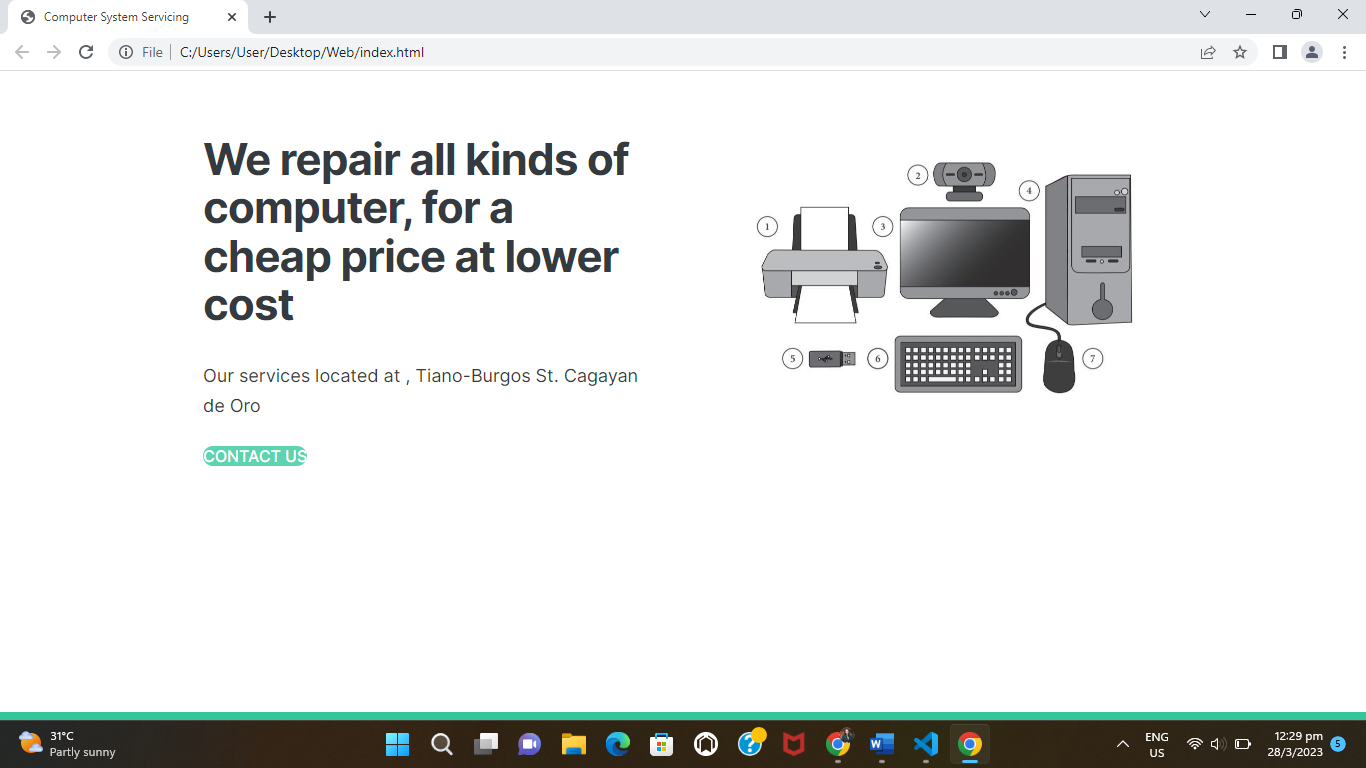 Computer System Servicing
File
C:/Users/User/Desktop/Web/index.html
We repair all kinds of
computer, for a
cheap price at lower
cost
Our services located at , Tiano-Burgos St. Cagayan
de Oro
CONTACT US
1
2
3
4
5
6
7
31°C
Partly sunny
ENG
US
12:29 pm
28/3/2023
5